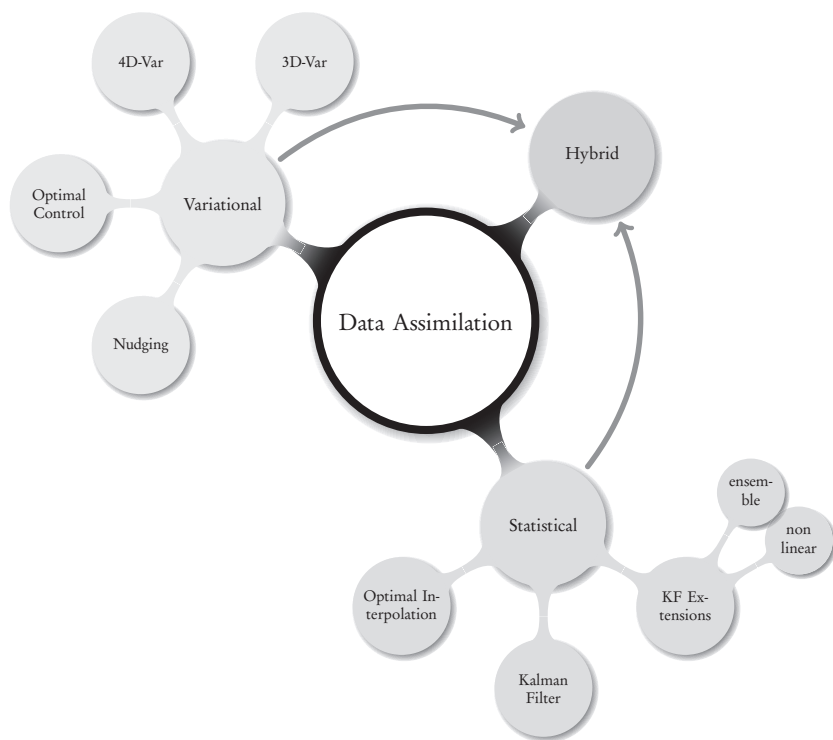 4D-Var
3D-Var
Hybrid
Optimal
Control
Variational
Data Assimilation
Nudging
ensem-
ble
Statistical
non
linear
Optimal In-
terpolation
KF Ex-
tensions
Kalman
Filter